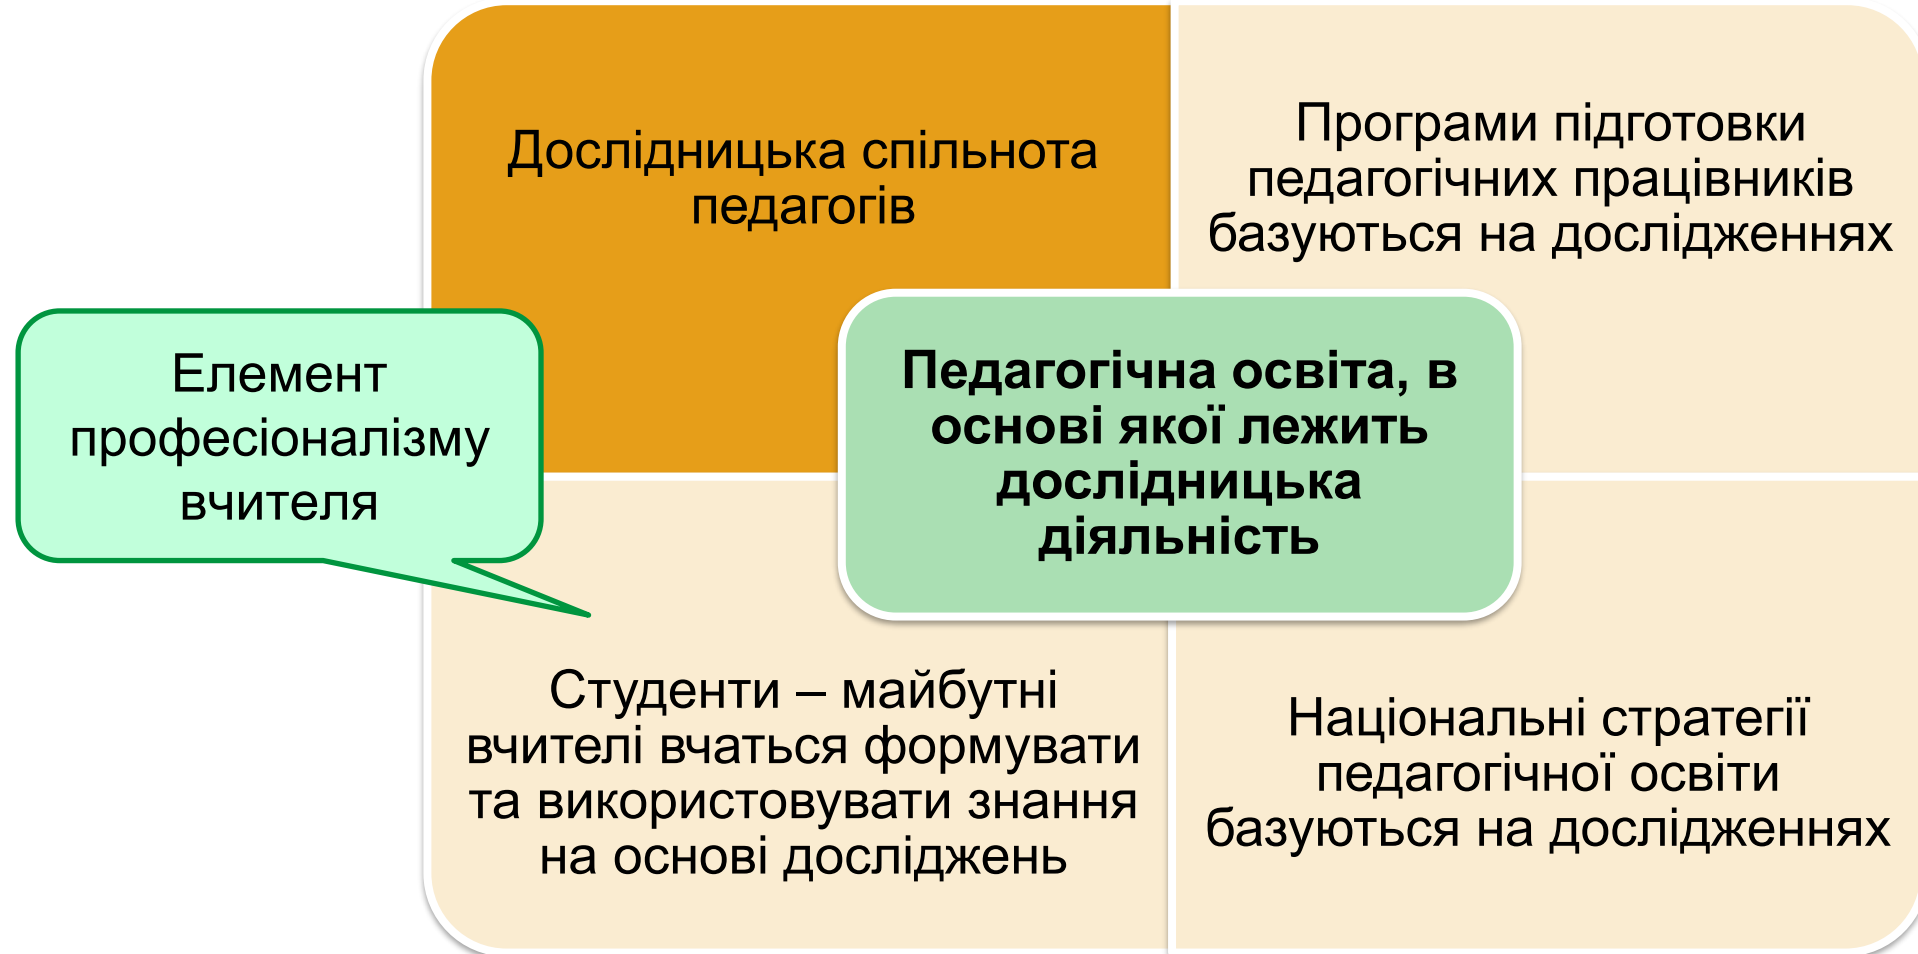 Дослідницька спільнота
педагогів
Програми підготовки
педагогічних працівників
базуються на дослідженнях
Елемент
професіоналізму
вчителя
Педагогічна освіта, в
основі якої лежить
дослідницька
діяльність
Студенти – майбутні
вчителі вчаться формувати
та використовувати знання
на основі досліджень
Національні стратегії
педагогічної освіти
базуються на дослідженнях